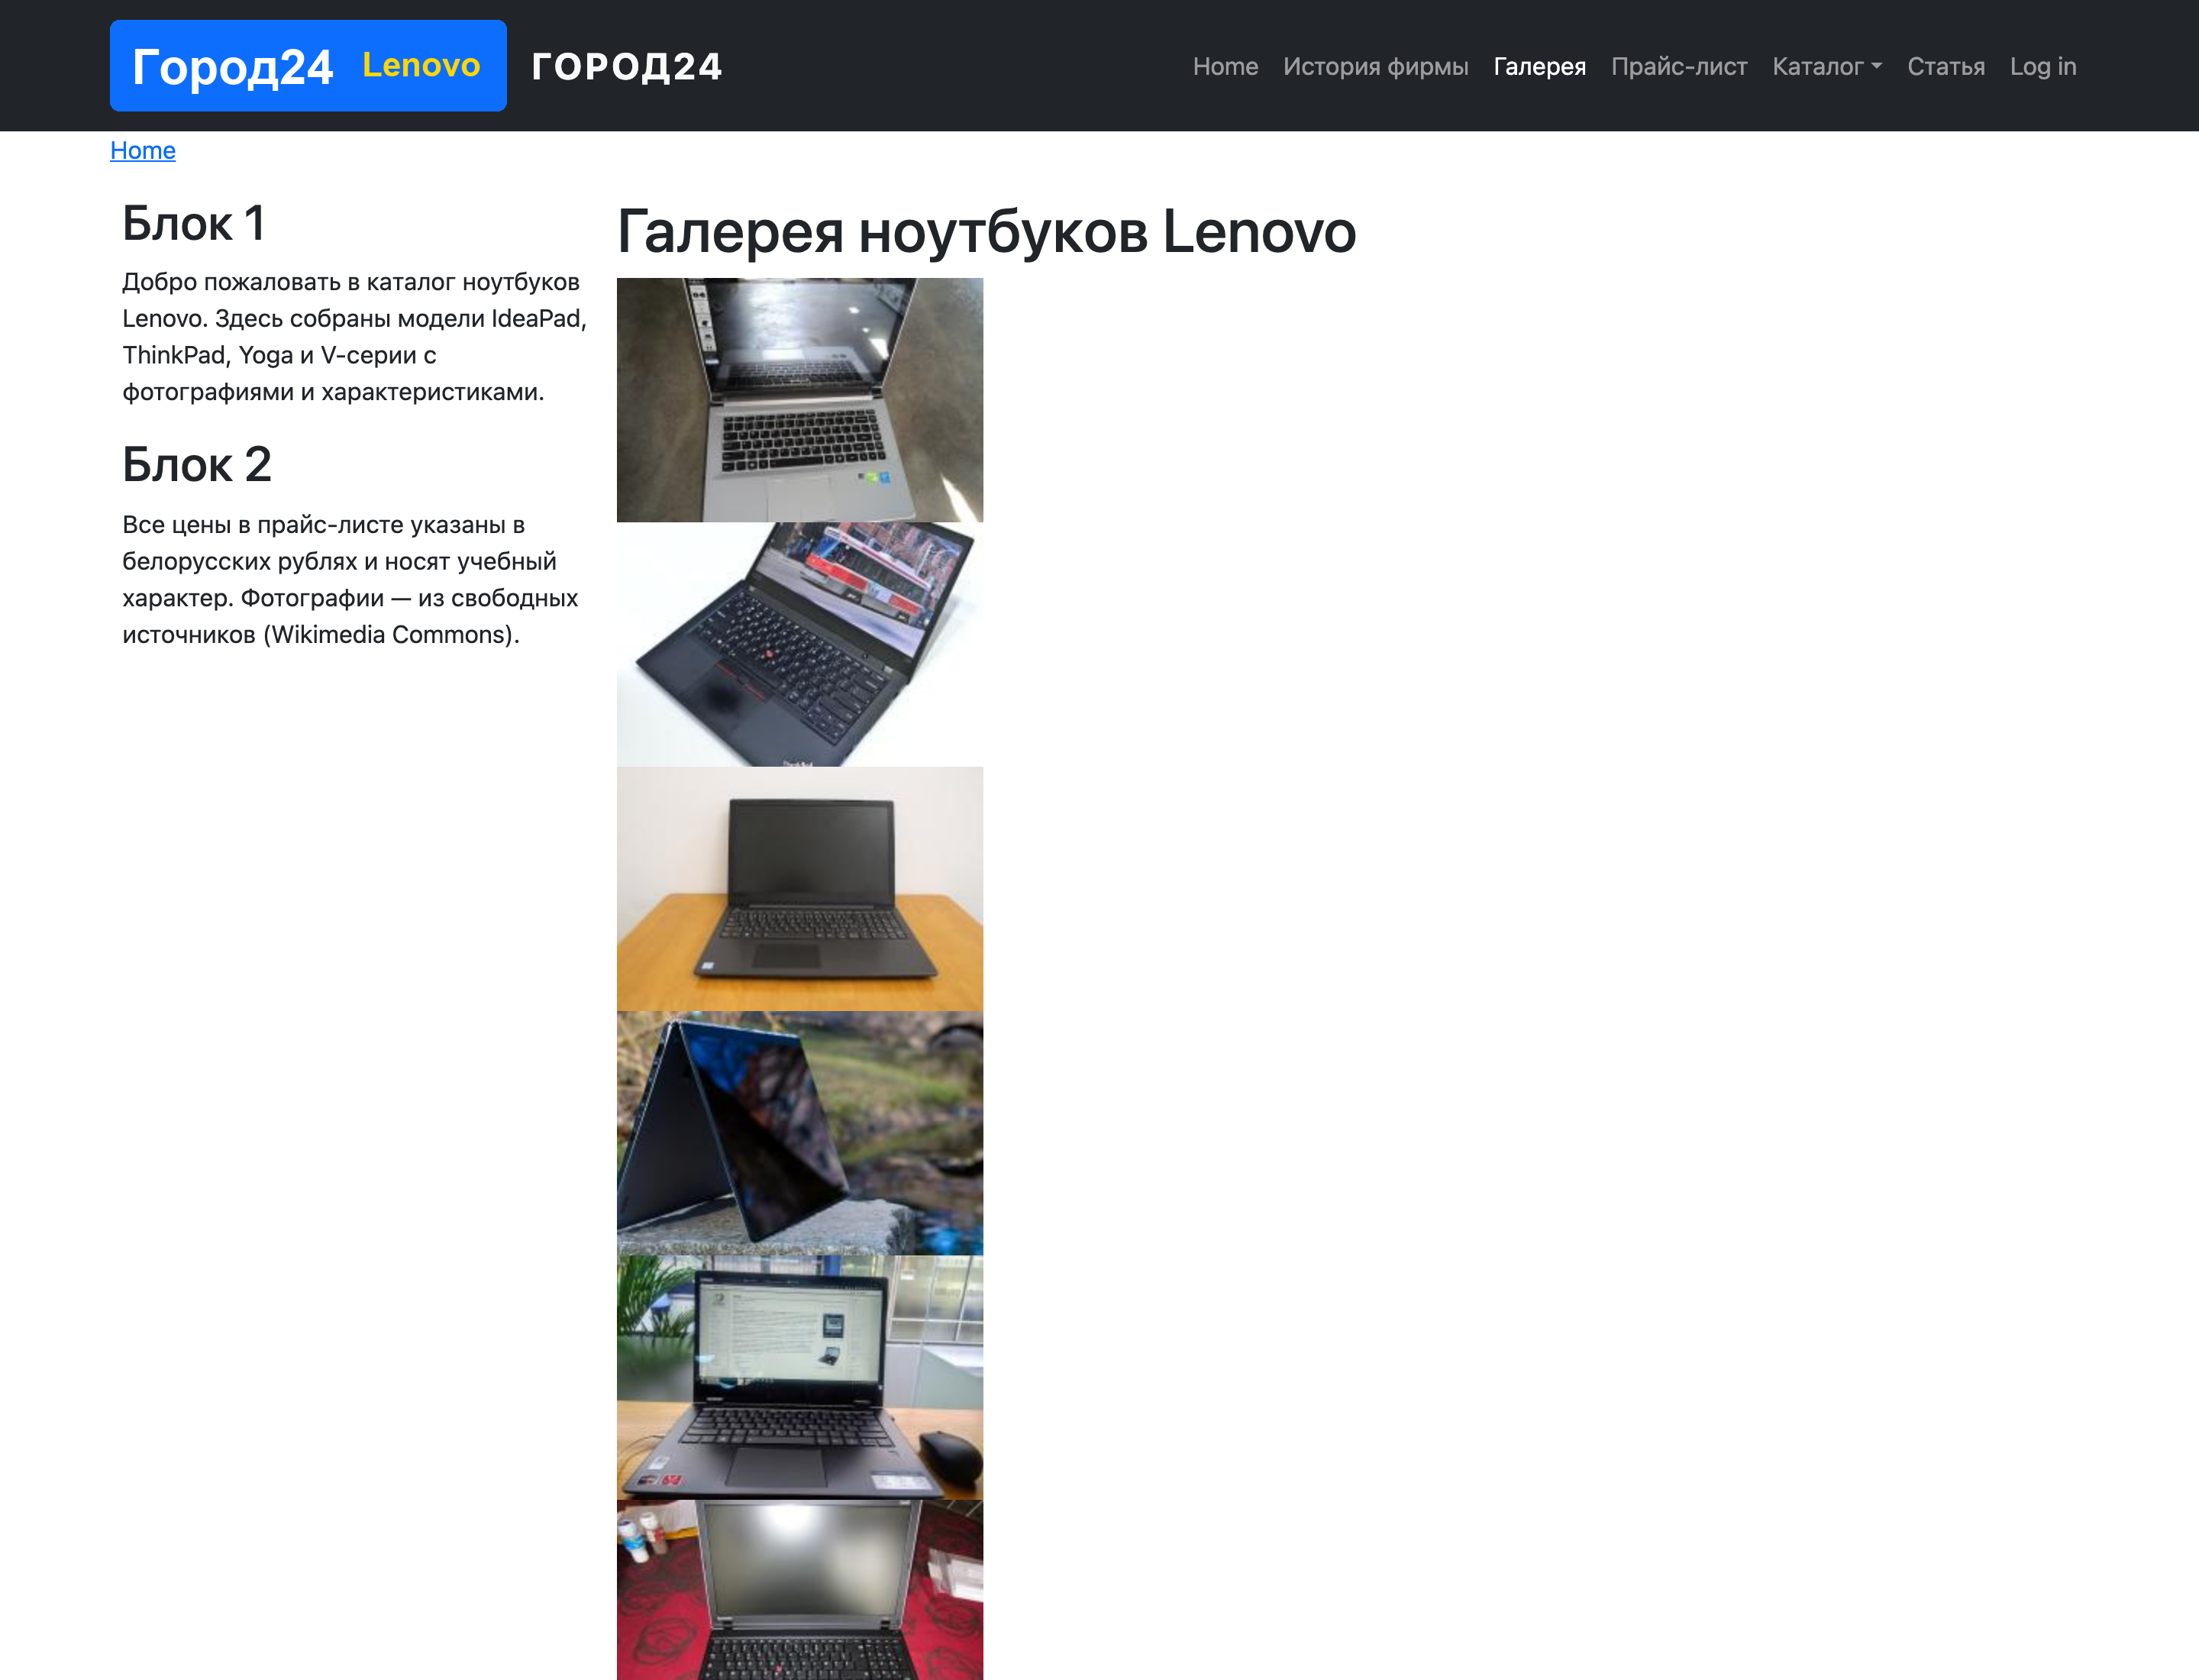 Город24 Lenovo ГОРОД24 Home История фирмы Галерея Прайс-лист Каталог Статья Log in
Home
Блок 1
Добро пожаловать в каталог ноутбуков
Lenovo. Здесь собраны модели IdeaPad,
ThinkPad, Yoga и V-серии с
фотографиями и характеристиками.
Блок 2
Все цены в прайс-листе указаны в
белорусских рублях и носят учебный
характер. Фотографии — из свободных
источников (Wikimedia Commons).
Галерея ноутбуков Lenovo